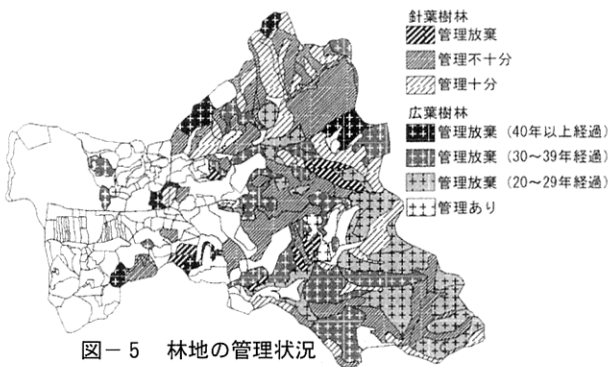 針葉樹林
管理放棄
管理不十分
管理十分
広葉樹林
管理放棄 (40年以上経過)
管理放棄 (30～39年経過)
管理放棄 (20～29年経過)
管理あり
図－5 林地の管理状況